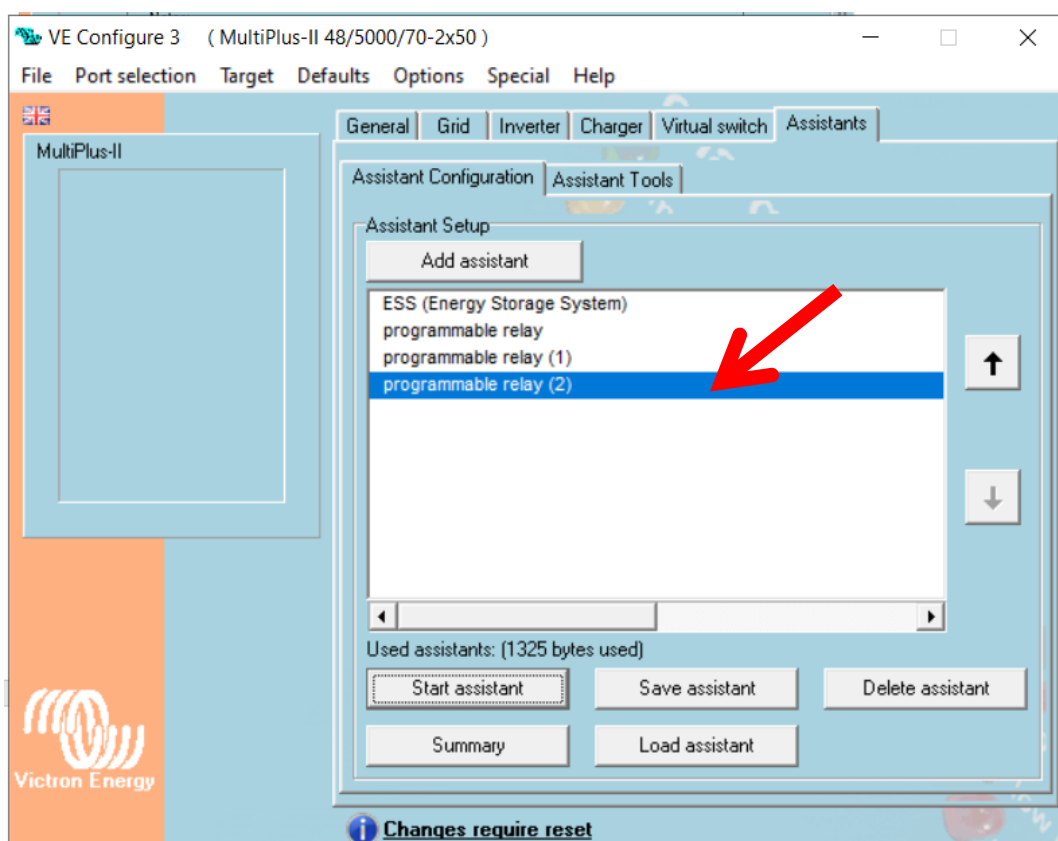 VE Configure 3 ( MultiPlus-II 48/5000/70-2x50 )
File Port selection Target Defaults Options Special Help
General Grid Inverter Charger Virtual switch Assistants
MultiPlus-II
Assistant Configuration Assistant Tools
Assistant Setup
Add assistant
ESS (Energy Storage System)
programmable relay
programmable relay (1)
programmable relay (2)
Used assistants: (1325 bytes used)
Start assistant Save assistant Delete assistant
Summary Load assistant
Victron Energy
Changes require reset